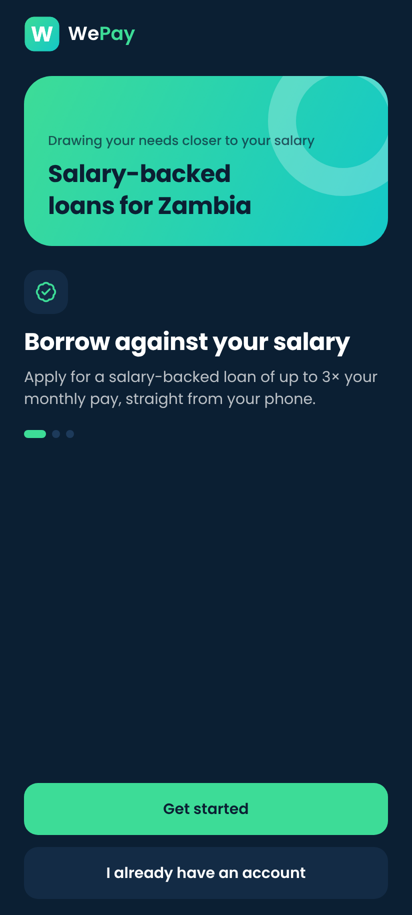 W WePay
Drawing your needs closer to your salary
Salary-backed
loans for Zambia
Borrow against your salary
Apply for a salary-backed loan of up to 3× your
monthly pay, straight from your phone.
Get started
I already have an account